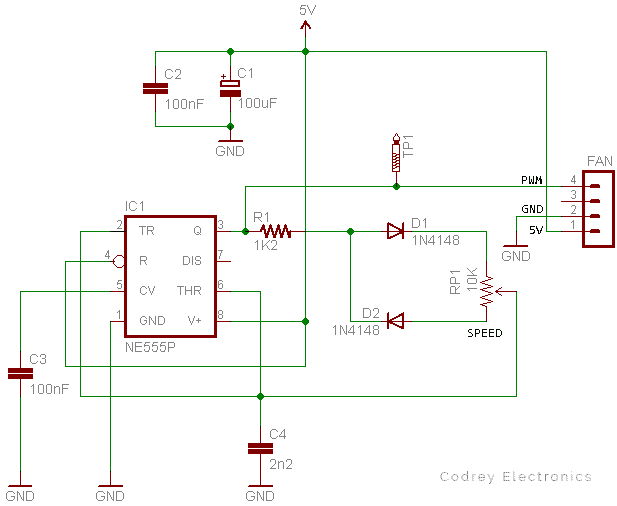 5V
C2
100nF
+
C1
100uF
GND
TP1
FAN
PWM
4
3
GND
2
5V
1
GND
IC1
2
TR
Q
3
R1
1K2
D1
1N4148
4
R
DIS
7
5
CV
THR
6
RP1
10K
1
GND
V+
8
D2
1N4148
SPEED
NE555P
C3
100nF
C4
2n2
Codrey Electronics
GND
GND
GND